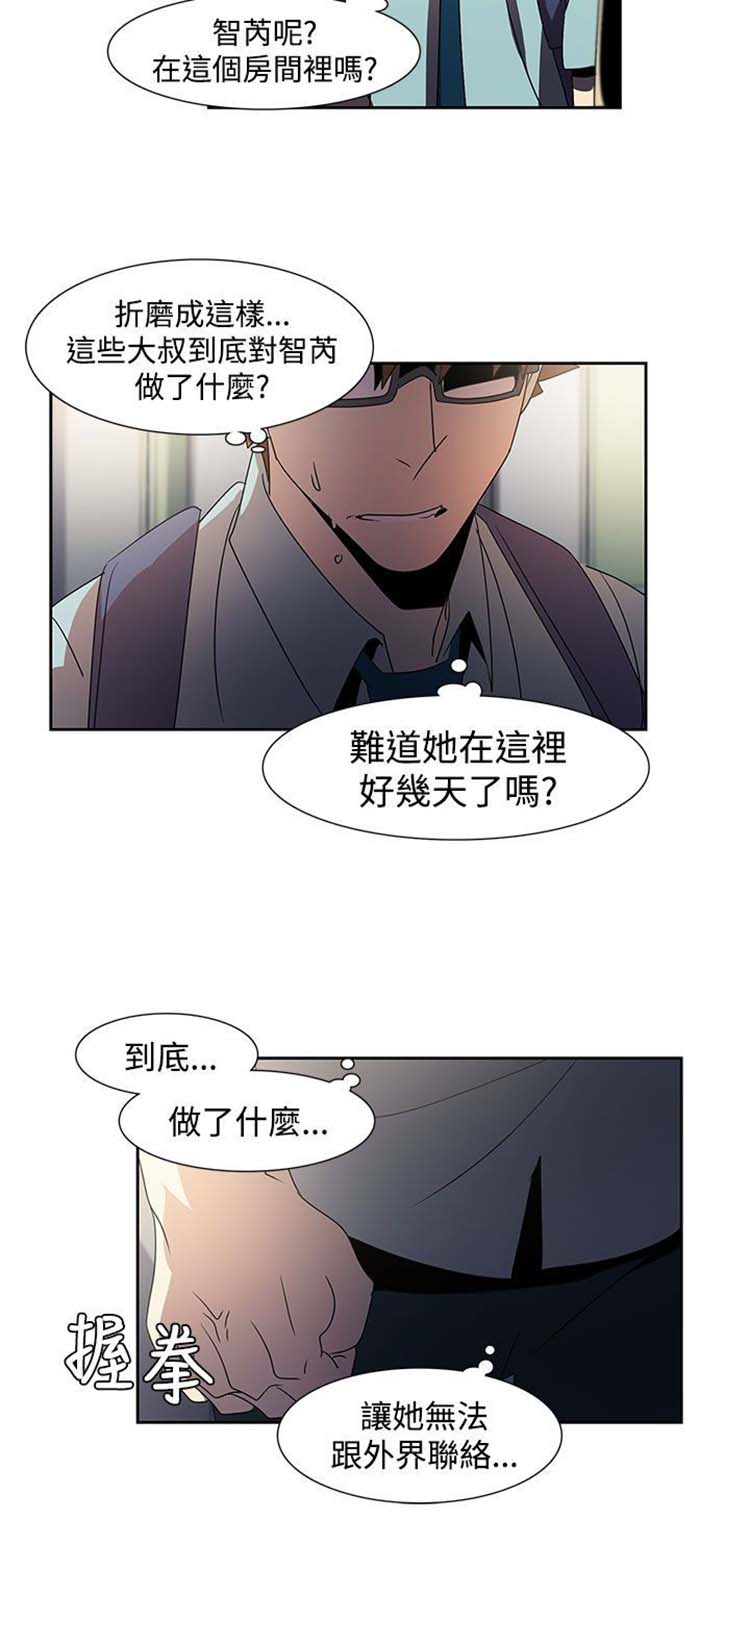 智芮呢?
在這個房間裡嗎?
折磨成這樣...
這些大叔到底對智芮
做了什麼?
難道她在這裡
好幾天了嗎?
到底...
做了什麼...
握拳
讓她無法
跟外界聯絡...